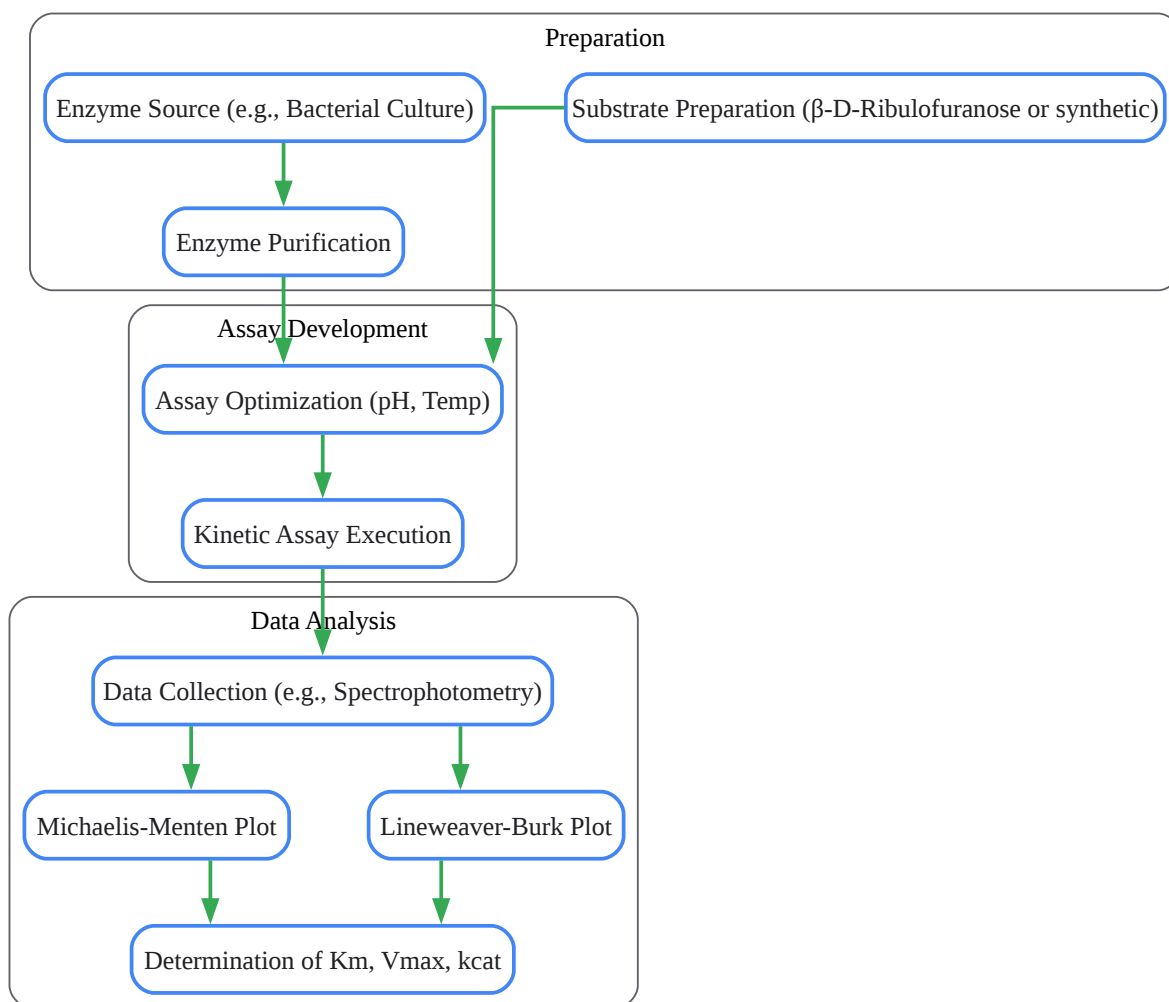 Preparation
Enzyme Source (e.g., Bacterial Culture)
Substrate Preparation (β-D-Ribulofuranose or synthetic)
Enzyme Purification
Assay Development
Assay Optimization (pH, Temp)
Kinetic Assay Execution
Data Analysis
Data Collection (e.g., Spectrophotometry)
Michaelis-Menten Plot
Lineweaver-Burk Plot
Determination of Km, Vmax, kcat